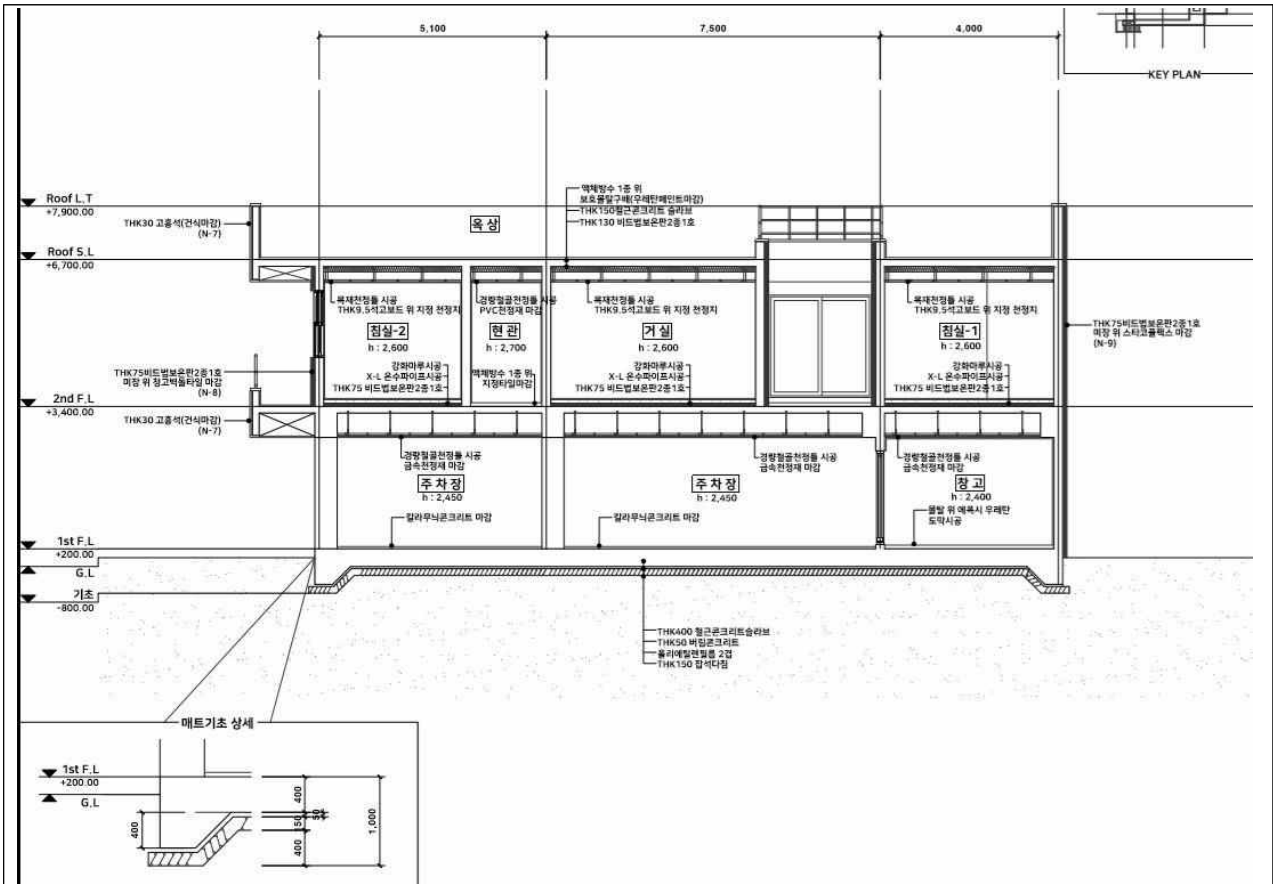 5,100
7,500
4,000
KEY PLAN
Roof L.T
+7,900.00
THK30 고흥석(건식마감)
(N-7)
옥 상
액체방수 1종 위
보호몰탈구배(우레탄페인트마감)
THK150철근콘크리트 슬라브
THK130 비드법보온판2종1호
Roof S.L
+6,700.00
목재천정틀 시공
THK9.5석고보드 위 지정 천정지
침실-2
h : 2,600
경량철골천정틀 시공
PVC천정재 마감
현 관
h : 2,700
목재천정틀 시공
THK9.5석고보드 위 지정 천정지
거 실
h : 2,600
목재천정틀 시공
THK9.5석고보드 위 지정 천정지
침실-1
h : 2,600
THK75비드법보온판2종1호
미장 위 스타코플렉스 마감
(N-9)
THK75비드법보온판2종1호
미장 위 청고벽돌타일 마감
(N-8)
강화마루시공
X-L 온수파이프시공
THK75 비드법보온판2종1호
액체방수 1종 위
지정타일마감
강화마루시공
X-L 온수파이프시공
THK75 비드법보온판2종1호
강화마루시공
X-L 온수파이프시공
THK75 비드법보온판2종1호
2nd F.L
+3,400.00
THK30 고흥석(건식마감)
(N-7)
경량철골천정틀 시공
금속천정재 마감
주 차 장
h : 2,450
칼라무늬콘크리트 마감
경량철골천정틀 시공
금속천정재 마감
주 차 장
h : 2,450
칼라무늬콘크리트 마감
경량철골천정틀 시공
금속천정재 마감
창 고
h : 2,400
몰탈 위 에폭시 우레탄
도막시공
1st F.L
+200.00
G.L
기초
-800.00
THK400 철근콘크리트슬라브
THK50 버림콘크리트
폴리에틸렌필름 2겹
THK150 잡석다짐
매트기초 상세
1st F.L
+200.00
G.L
400
400
50
150
400
1,000